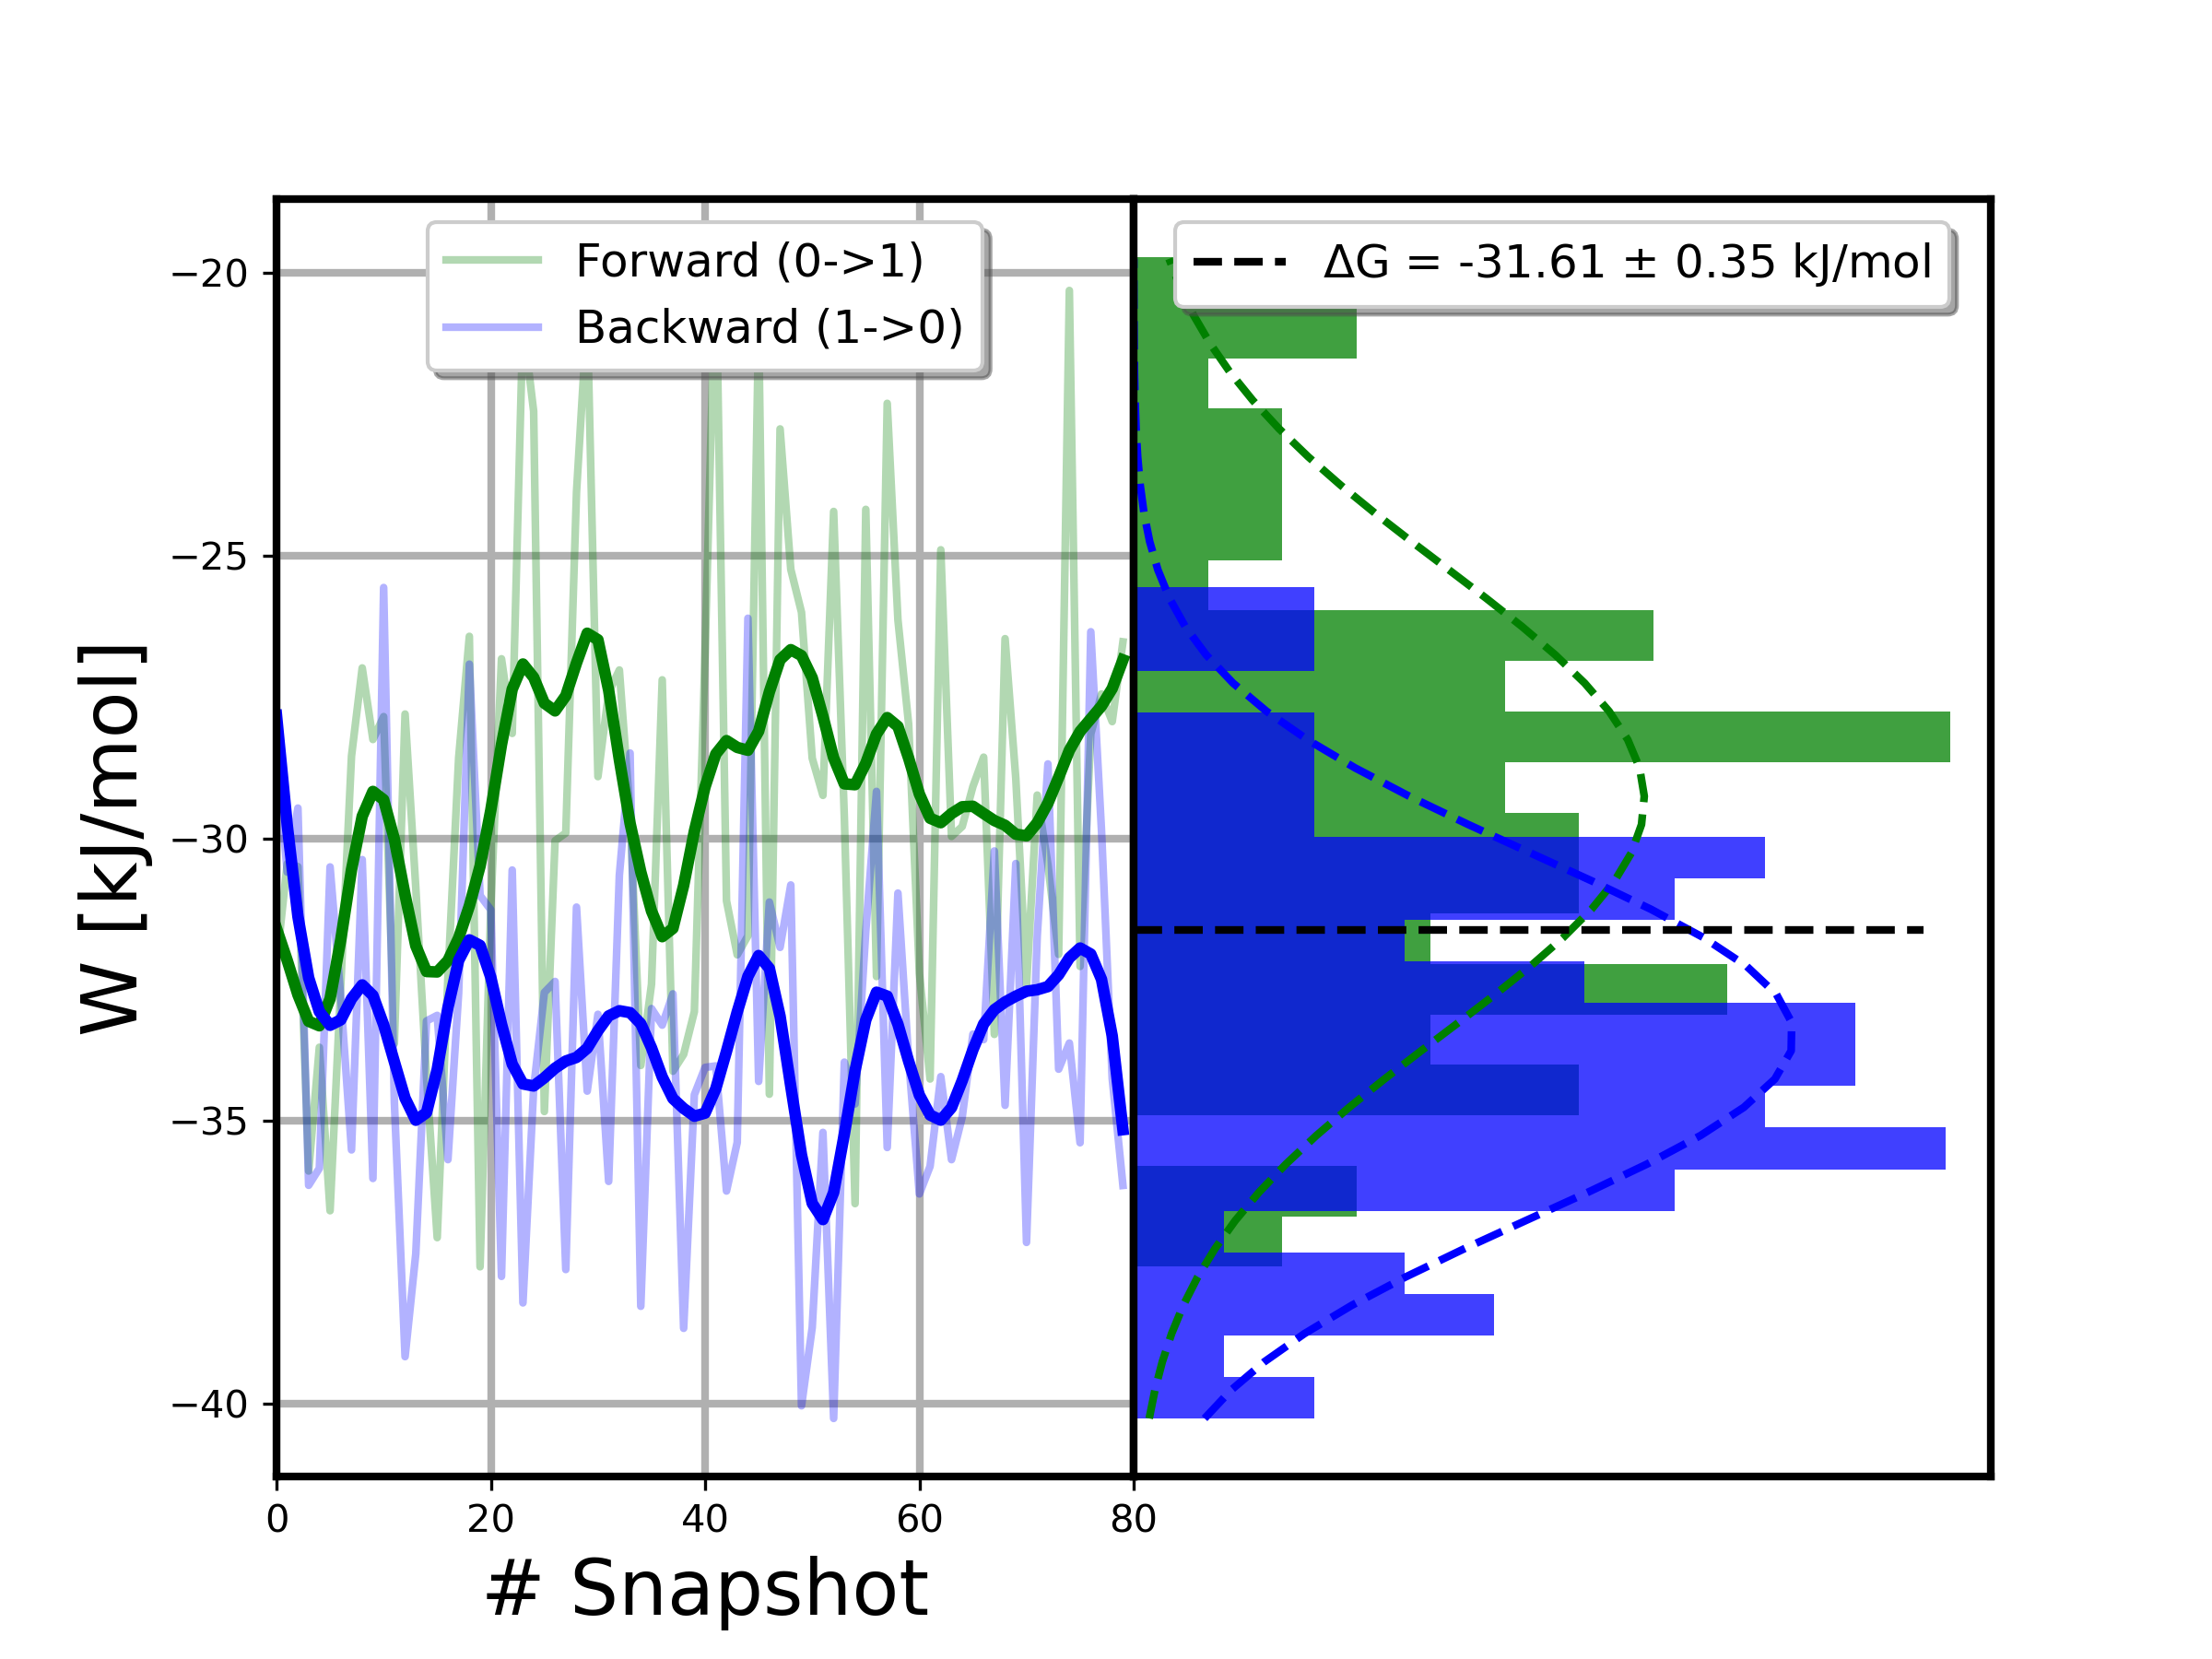 Forward (0->1)
Backward (1->0)
ΔG = -31.61 ± 0.35 kJ/mol
−20
−25
−30
−35
−40
W [kJ/mol]
0 20 40 60 80
# Snapshot